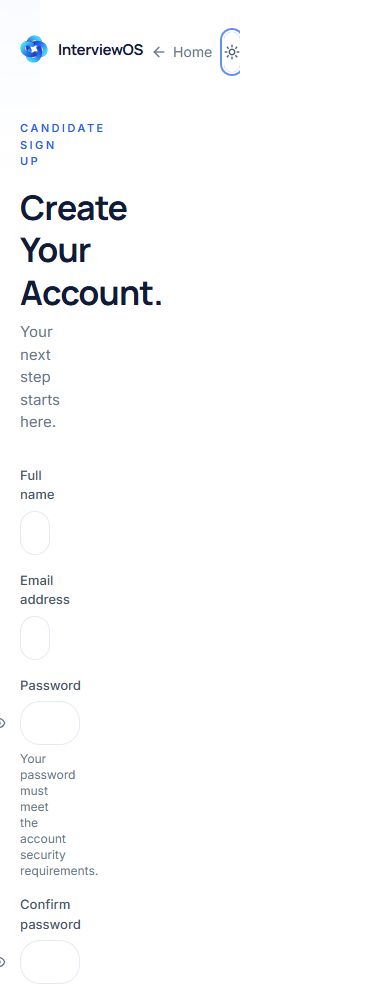 InterviewOS
Home
CANDIDATE
SIGN
UP
Create
Your
Account.
Your
next
step
starts
here.
Full
name
Email
address
Password
Your
password
must
meet
the
account
security
requirements.
Confirm
password